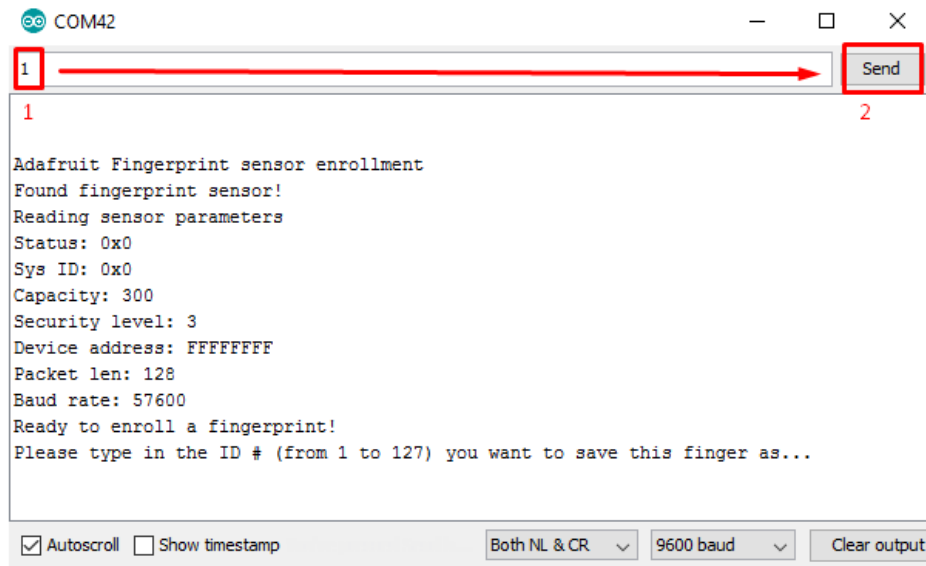 COM42
1
Send
1
2
Adafruit Fingerprint sensor enrollment
Found fingerprint sensor!
Reading sensor parameters
Status: 0x0
Sys ID: 0x0
Capacity: 300
Security level: 3
Device address: FFFFFFFF
Packet len: 128
Baud rate: 57600
Ready to enroll a fingerprint!
Please type in the ID # (from 1 to 127) you want to save this finger as...
Autoscroll Show timestamp Both NL & CR 9600 baud Clear output